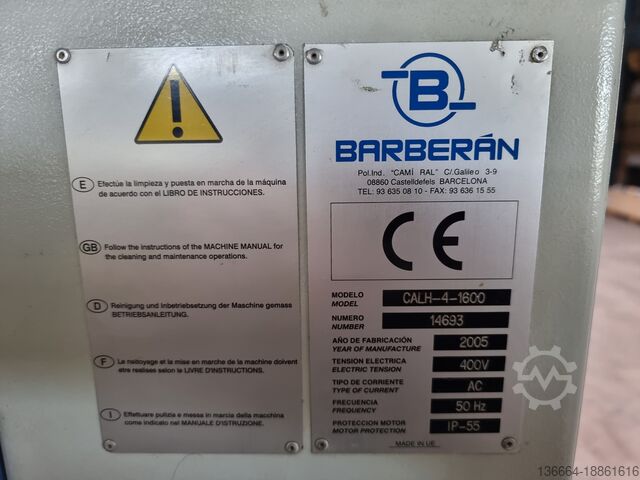 E Efectúe la limpieza y puesta en marcha de la máquina
de acuerdo con el LIBRO DE INSTRUCCIONES.
GB Follow the instructions of the MACHINE MANUAL for
the cleaning and maintenance operations.
D Reinigung und Inbetriebsetzung der Maschine gemass
BETRIEBSANLEITUNG.
F Le nettoyage et la mise en marche de la machine doivent
etre realises selon le LIVRE D'INSTRUCTIONS.
I Effettuare pulizia e messa in marcia della macchina
come indicato nel MANUALE D'ISTRUZIONE.
B
BARBERÁN
Pol.Ind. "CAMÍ RAL" C/.Galileo 3-9
08860 Castelldefels BARCELONA
TEL: 93 635 08 10 - FAX: 93 636 15 55
CE
MODELO
MODEL CALH-4-1600
NUMERO
NUMBER 14693
AÑO DE FABRICACIÓN
YEAR OF MANUFACTURE 2005
TENSION ELECTRICA
ELECTRIC TENSION 400V
TIPO DE CORRIENTE
TYPE OF CURRENT AC
FRECUENCIA
FREQUENCY 50 Hz
PROTECCION MOTOR
MOTOR PROTECTION IP-55
MADE IN UE
136664-18861616